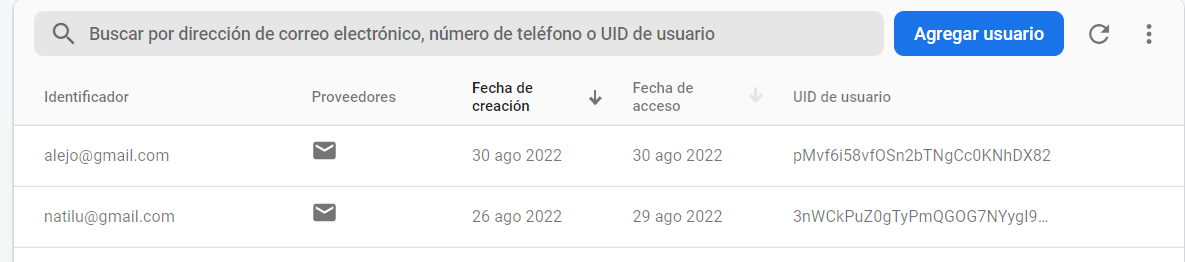 Buscar por dirección de correo electrónico, número de teléfono o UID de usuario Agregar usuario
Identificador Proveedores Fecha de creación Fecha de acceso UID de usuario
alejo@gmail.com 30 ago 2022 30 ago 2022 pMvf6i58vfOSn2bTNgCc0KNhDX82
natilu@gmail.com 26 ago 2022 29 ago 2022 3nWCkPuZ0gTyPmQGOG7NYygI9...